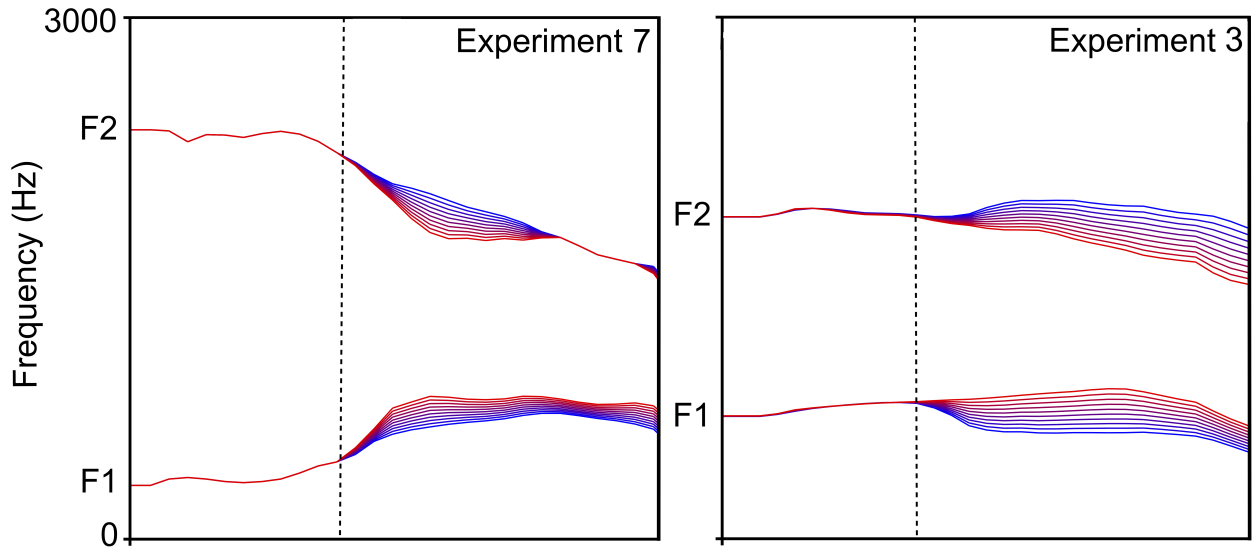 3000
Experiment 7
Experiment 3
F2
F2
Frequency (Hz)
F1
F1
0